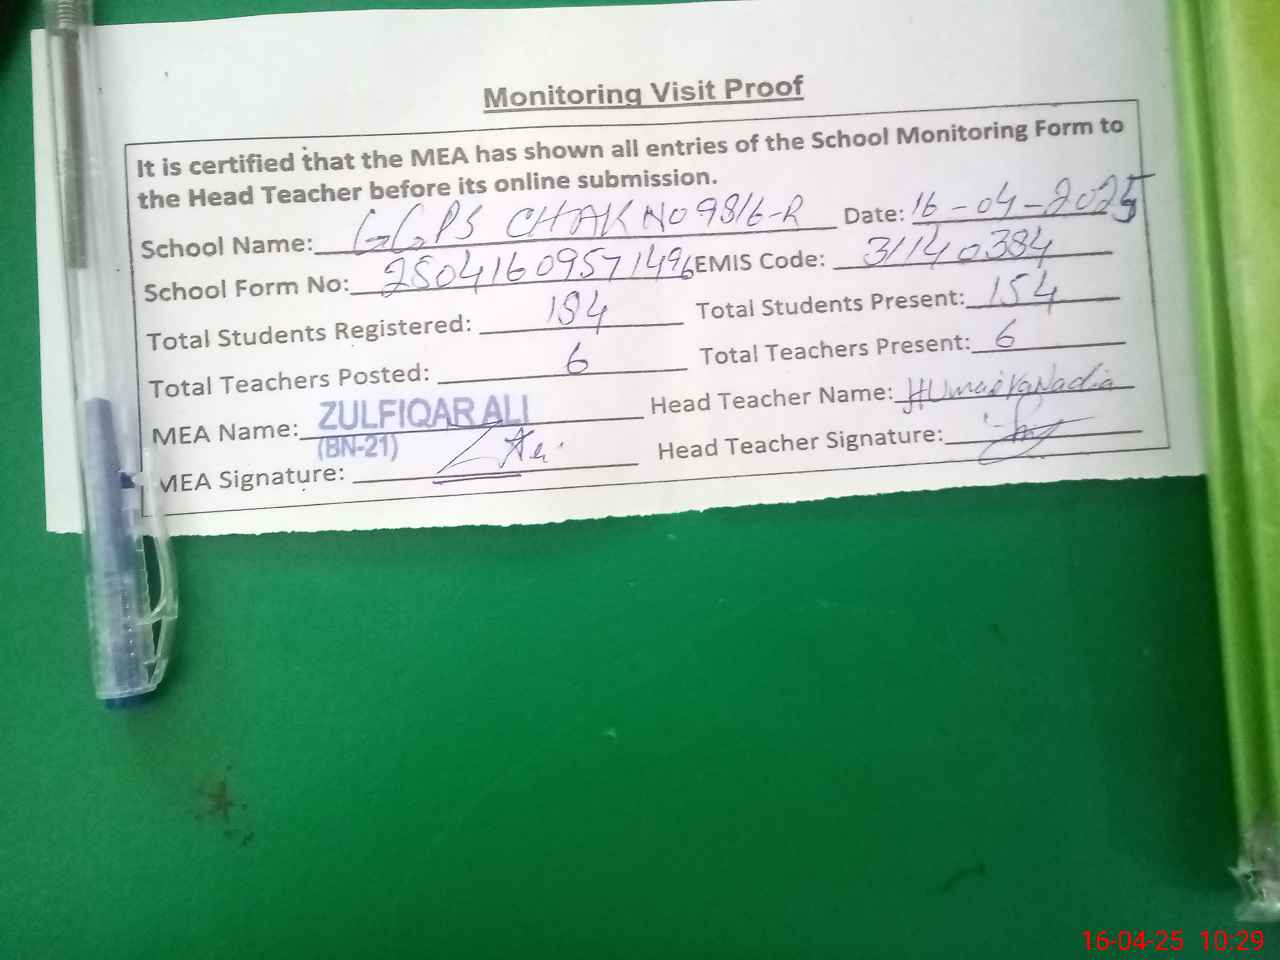 Monitoring Visit Proof
It is certified that the MEA has shown all entries of the School Monitoring Form to
the Head Teacher before its online submission.
School Name: GGPS CHAK NO 98/6-R Date: 16-04-2025
School Form No: 25041609571496 EMIS Code: 31140384
Total Students Registered: 184 Total Students Present: 154
Total Teachers Posted: 6 Total Teachers Present: 6
MEA Name: ZULFIQAR ALI Head Teacher Name: Humaira Nadia
(BN-21)
MEA Signature: Head Teacher Signature:
16-04-25 10:29